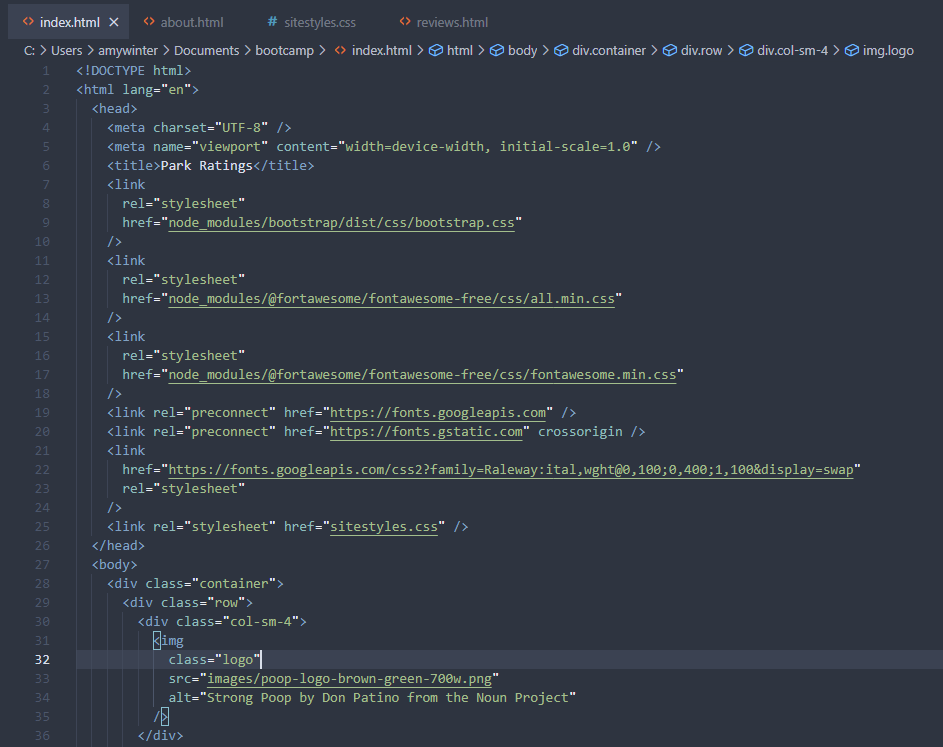 index.html about.html # sitestyles.css reviews.html
C: > Users > amywinter > Documents > bootcamp > index.html > html > body > div.container > div.row > div.col-sm-4 > img.logo
1 <!DOCTYPE html>
2 <html lang="en">
3 <head>
4 <meta charset="UTF-8" />
5 <meta name="viewport" content="width=device-width, initial-scale=1.0" />
6 <title>Park Ratings</title>
7 <link
8 rel="stylesheet"
9 href="node_modules/bootstrap/dist/css/bootstrap.css"
10 />
11 <link
12 rel="stylesheet"
13 href="node_modules/@fortawesome/fontawesome-free/css/all.min.css"
14 />
15 <link
16 rel="stylesheet"
17 href="node_modules/@fortawesome/fontawesome-free/css/fontawesome.min.css"
18 />
19 <link rel="preconnect" href="https://fonts.googleapis.com" />
20 <link rel="preconnect" href="https://fonts.gstatic.com" crossorigin />
21 <link
22 href="https://fonts.googleapis.com/css2?family=Raleway:ital,wght@0,100;0,400;1,100&display=swap"
23 rel="stylesheet"
24 />
25 <link rel="stylesheet" href="sitestyles.css" />
26 </head>
27 <body>
28 <div class="container">
29 <div class="row">
30 <div class="col-sm-4">
31 <img
32 class="logo"
33 src="images/poop-logo-brown-green-700w.png"
34 alt="Strong Poop by Don Patino from the Noun Project"
35 />
36 </div>